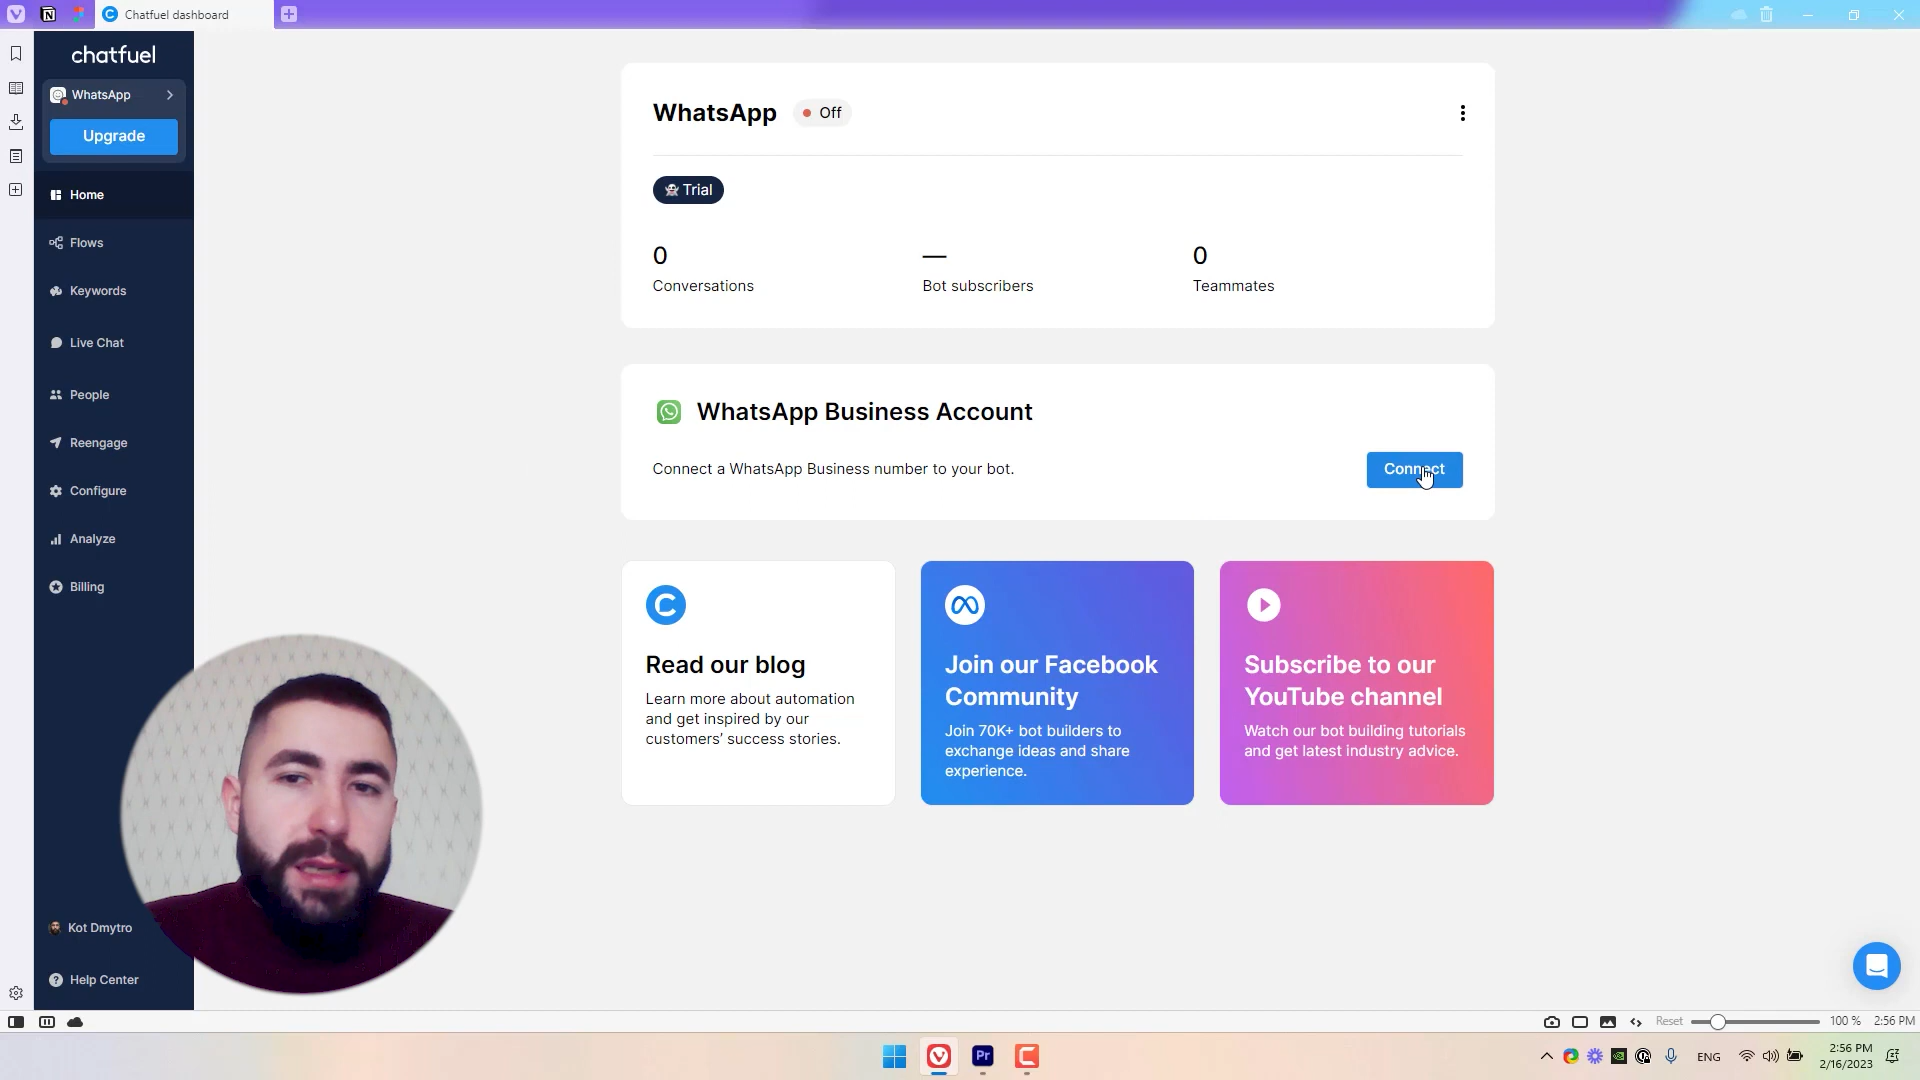 Chatfuel dashboard
chatfuel
WhatsApp
Upgrade
Home
Flows
Keywords
Live Chat
People
Reengage
Configure
Analyze
Billing
Kot Dmytro
Help Center
WhatsApp
Off
Trial
0
—
0
Conversations
Bot subscribers
Teammates
WhatsApp Business Account
Connect a WhatsApp Business number to your bot.
Connect
Read our blog
Learn more about automation
and get inspired by our
customers’ success stories.
Join our Facebook
Community
Join 70K+ bot builders to
exchange ideas and share
experience.
Subscribe to our
YouTube channel
Watch our bot building tutorials
and get latest industry advice.
Reset
100 %
2:56 PM
Pr
ENG
2:56 PM
2/16/2023